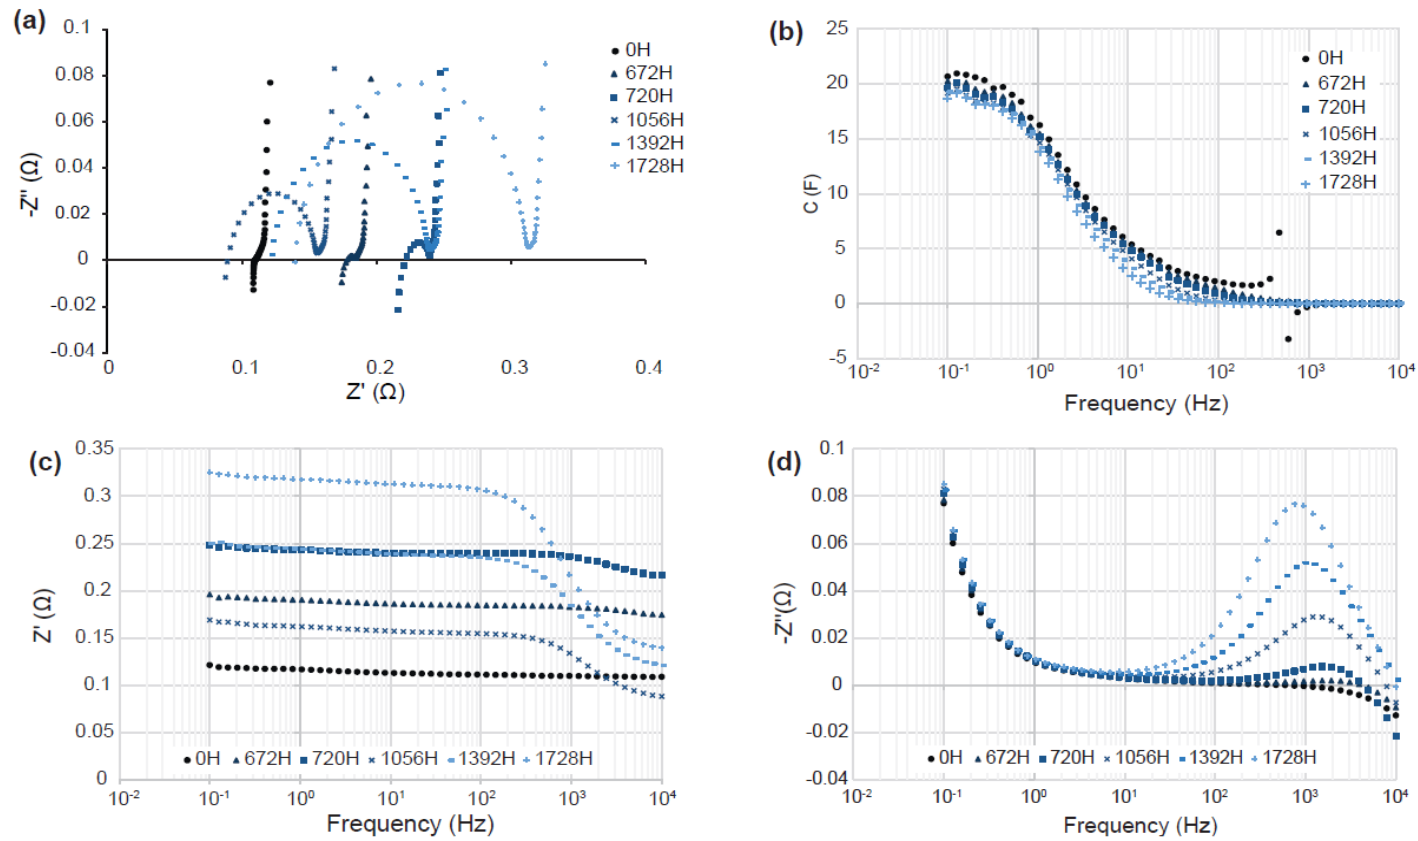 (a)
0.1
0.08
0.06
0.04
0.02
0
-0.02
-0.04
-Z" (Ω)
0
0.1
0.2
0.3
0.4
Z' (Ω)
0H
672H
720H
1056H
1392H
1728H
(b)
25
20
15
10
5
0
-5
C (F)
10-2
10-1
100
101
102
103
104
Frequency (Hz)
0H
672H
720H
1056H
1392H
1728H
(c)
0.35
0.3
0.25
0.2
0.15
0.1
0.05
0
Z' (Ω)
0H 672H 720H 1056H 1392H 1728H
10-2
10-1
100
101
102
103
104
Frequency (Hz)
(d)
0.1
0.08
0.06
0.04
0.02
0
-0.02
-0.04
-Z"(Ω)
0H 672H 720H 1056H 1392H 1728H
10-2
10-1
100
101
102
103
104
Frequency (Hz)